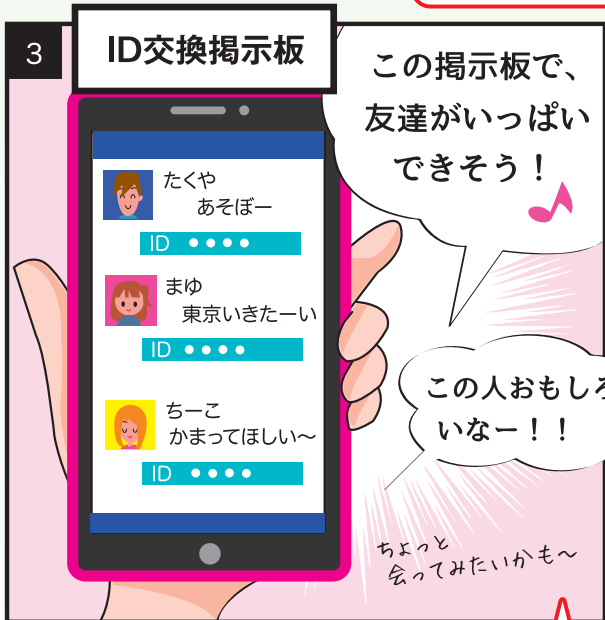 3
ID交換掲示板
この掲示板で、
友達がいっぱい
できそう！
たくや
あそぼー
ID ●●●●
まゆ
東京いきたーい
ID ●●●●
ちーこ
かまってほしい〜
ID ●●●●
この人おもしろ
いなー！！
ちょっと
会ってみたいかも〜